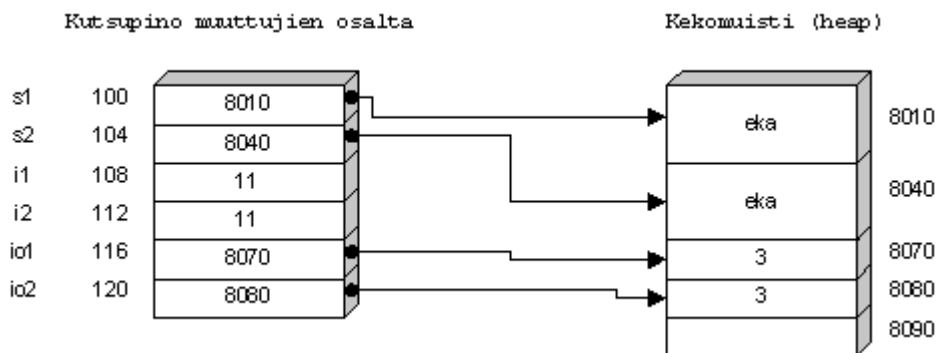 Kutsupino muuttujien osalta Kekomuisti (heap)
s1 100 8010 eka 8010
s2 104 8040
i1 108 11 eka 8040
i2 112 11
io1 116 8070 3 8070
io2 120 8080 3 8080
8090